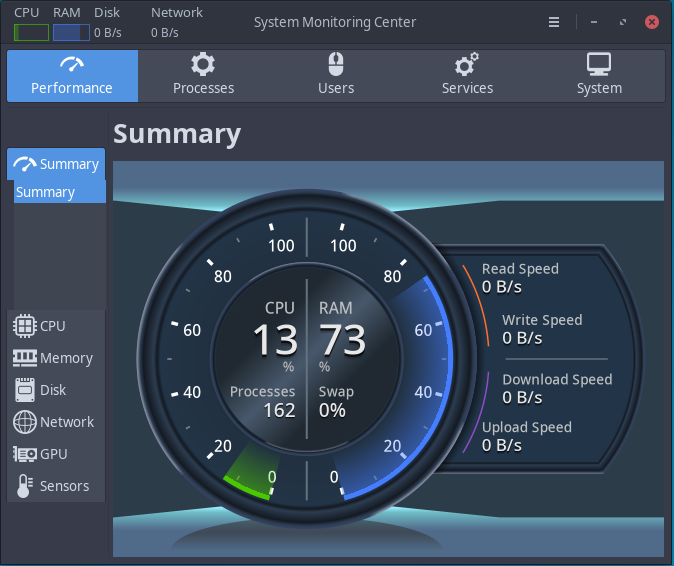 CPU RAM Disk Network
0 B/s 0 B/s
System Monitoring Center
Performance Processes Users Services System
Summary
Summary
Summary
CPU
Memory
Disk
Network
GPU
Sensors
100 100
80 80
60 60
40 40
20 20
0 0
CPU RAM
13 73
% %
Processes Swap
162 0%
Read Speed
0 B/s
Write Speed
0 B/s
Download Speed
0 B/s
Upload Speed
0 B/s